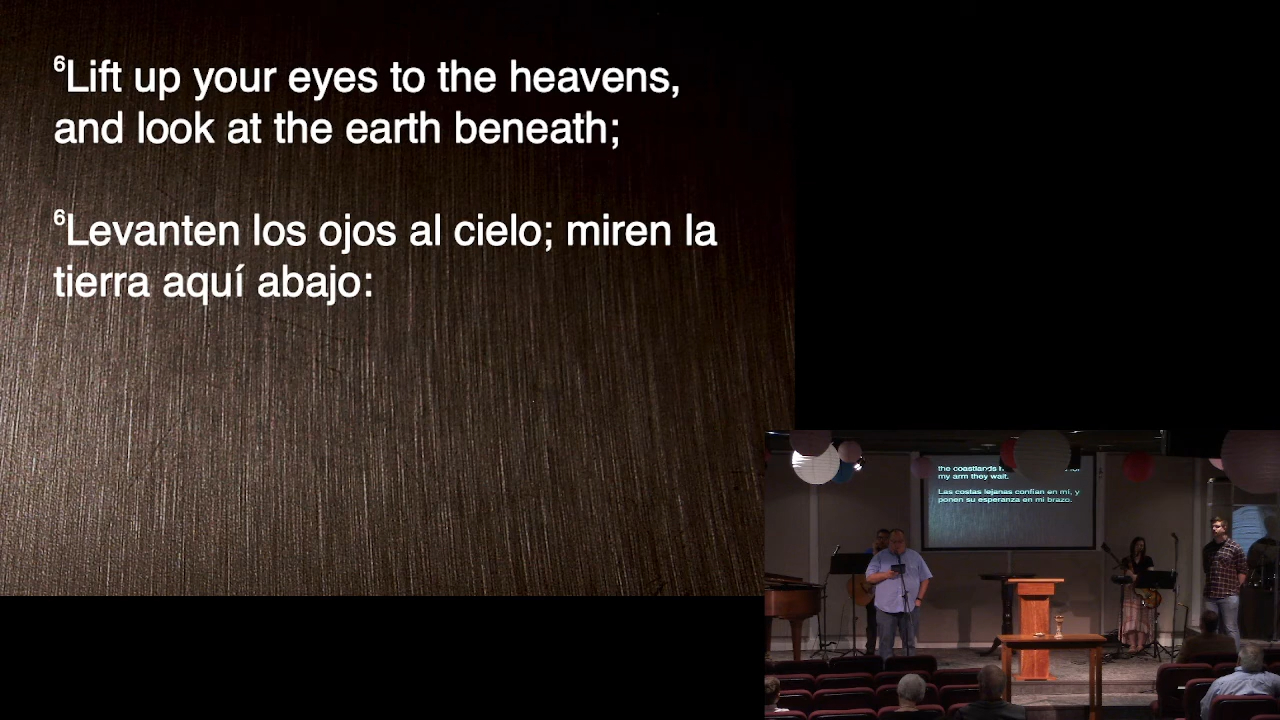 ⁶Lift up your eyes to the heavens,
and look at the earth beneath;
⁶Levanten los ojos al cielo; miren la
tierra aquí abajo:
the coastlands
my arm they wait.
Las costas lejanas confían en mí, y
ponen su esperanza en mi brazo.